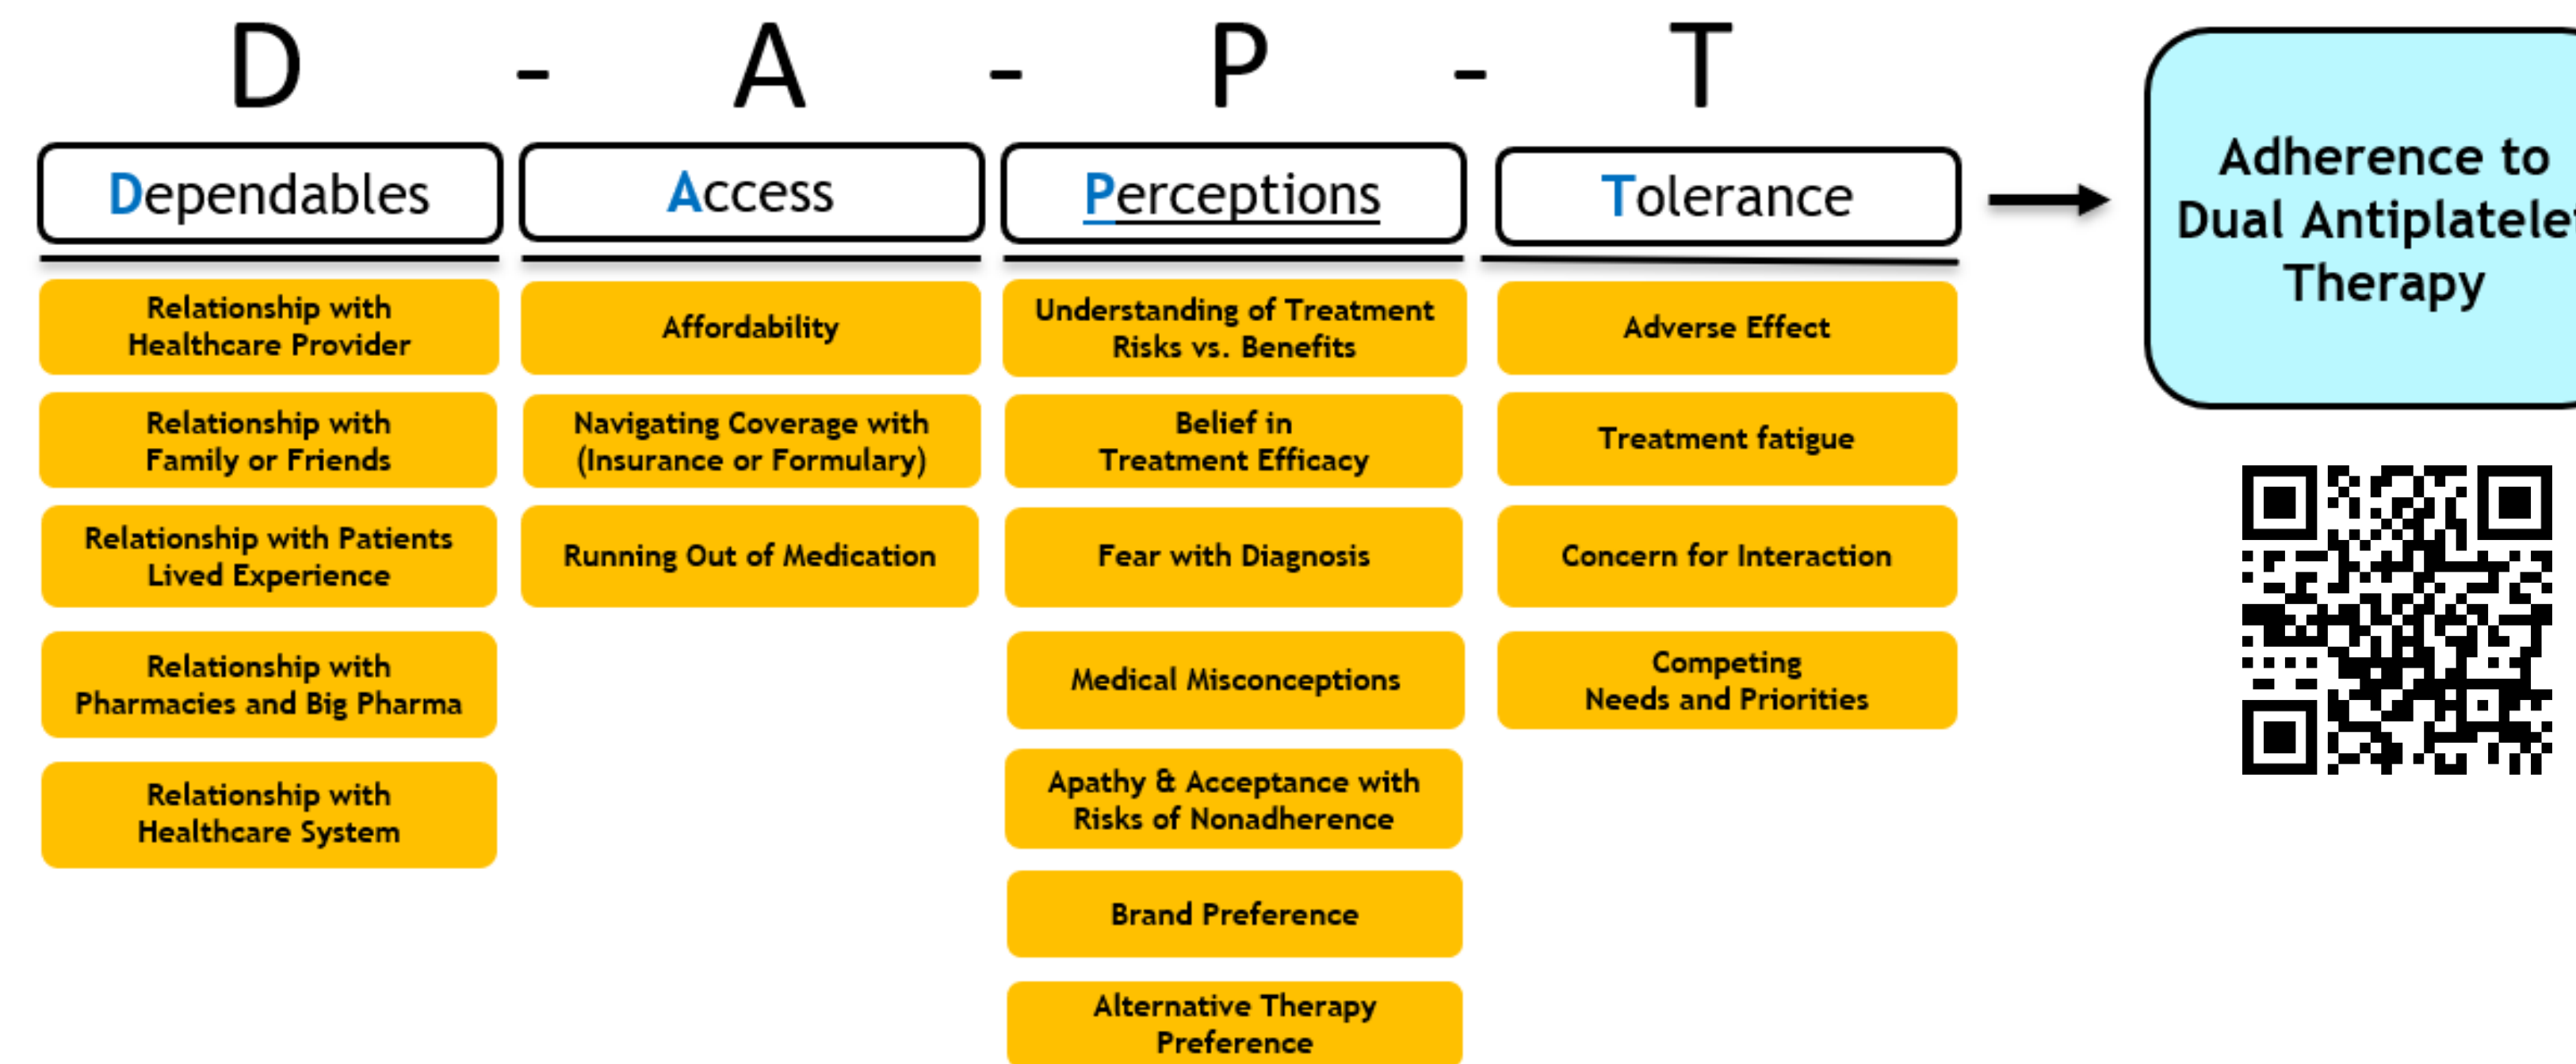 D - A - P - T
Dependables
Relationship with
Healthcare Provider
Relationship with
Family or Friends
Relationship with Patients
Lived Experience
Relationship with
Pharmacies and Big Pharma
Relationship with
Healthcare System
Access
Affordability
Navigating Coverage with
(Insurance or Formulary)
Running Out of Medication
Perceptions
Understanding of Treatment
Risks vs. Benefits
Belief in
Treatment Efficacy
Fear with Diagnosis
Medical Misconceptions
Apathy & Acceptance with
Risks of Nonadherence
Brand Preference
Alternative Therapy
Preference
Tolerance
Adverse Effect
Treatment fatigue
Concern for Interaction
Competing
Needs and Priorities
Adherence to
Dual Antiplatele
Therapy